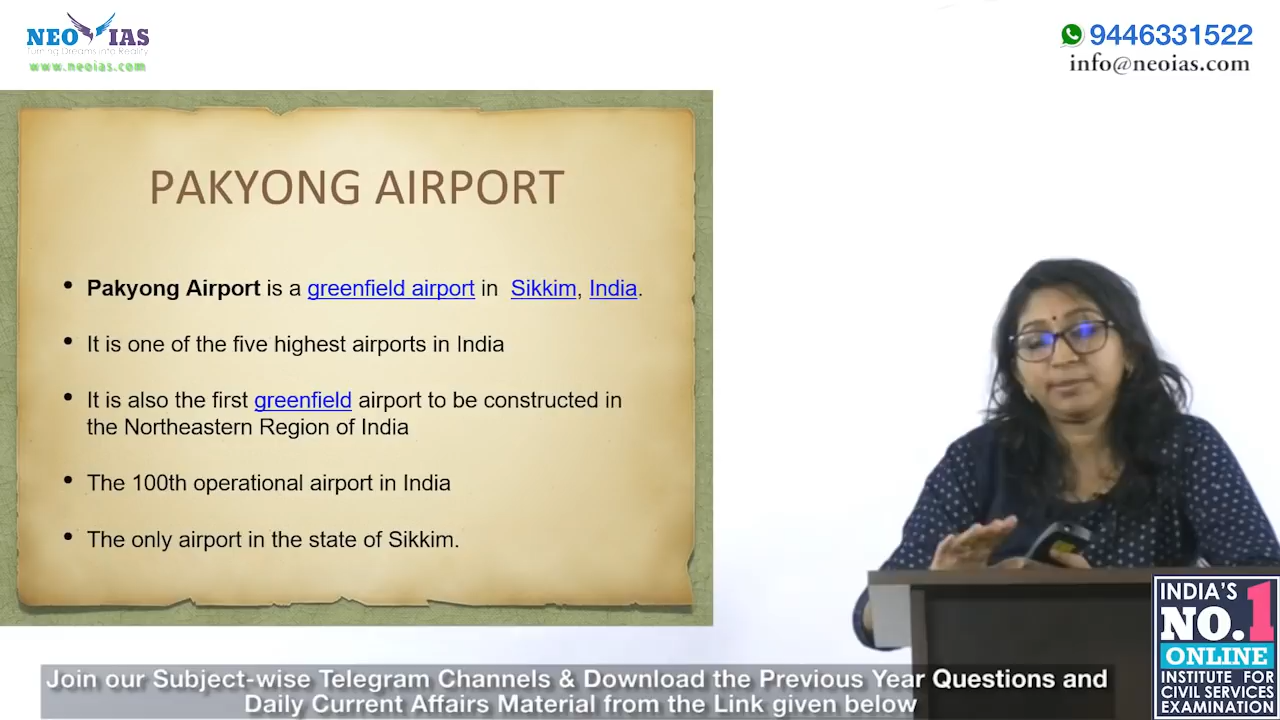 NEO IAS
Turning Dreams into Reality
www.neoias.com
9446331522
info@neoias.com
PAKYONG AIRPORT
• Pakyong Airport is a greenfield airport in Sikkim, India.
• It is one of the five highest airports in India
• It is also the first greenfield airport to be constructed in
the Northeastern Region of India
• The 100th operational airport in India
• The only airport in the state of Sikkim.
INDIA'S
NO.1
ONLINE
INSTITUTE FOR
CIVIL SERVICES
EXAMINATION
Join our Subject-wise Telegram Channels & Download the Previous Year Questions and
Daily Current Affairs Material from the Link given below